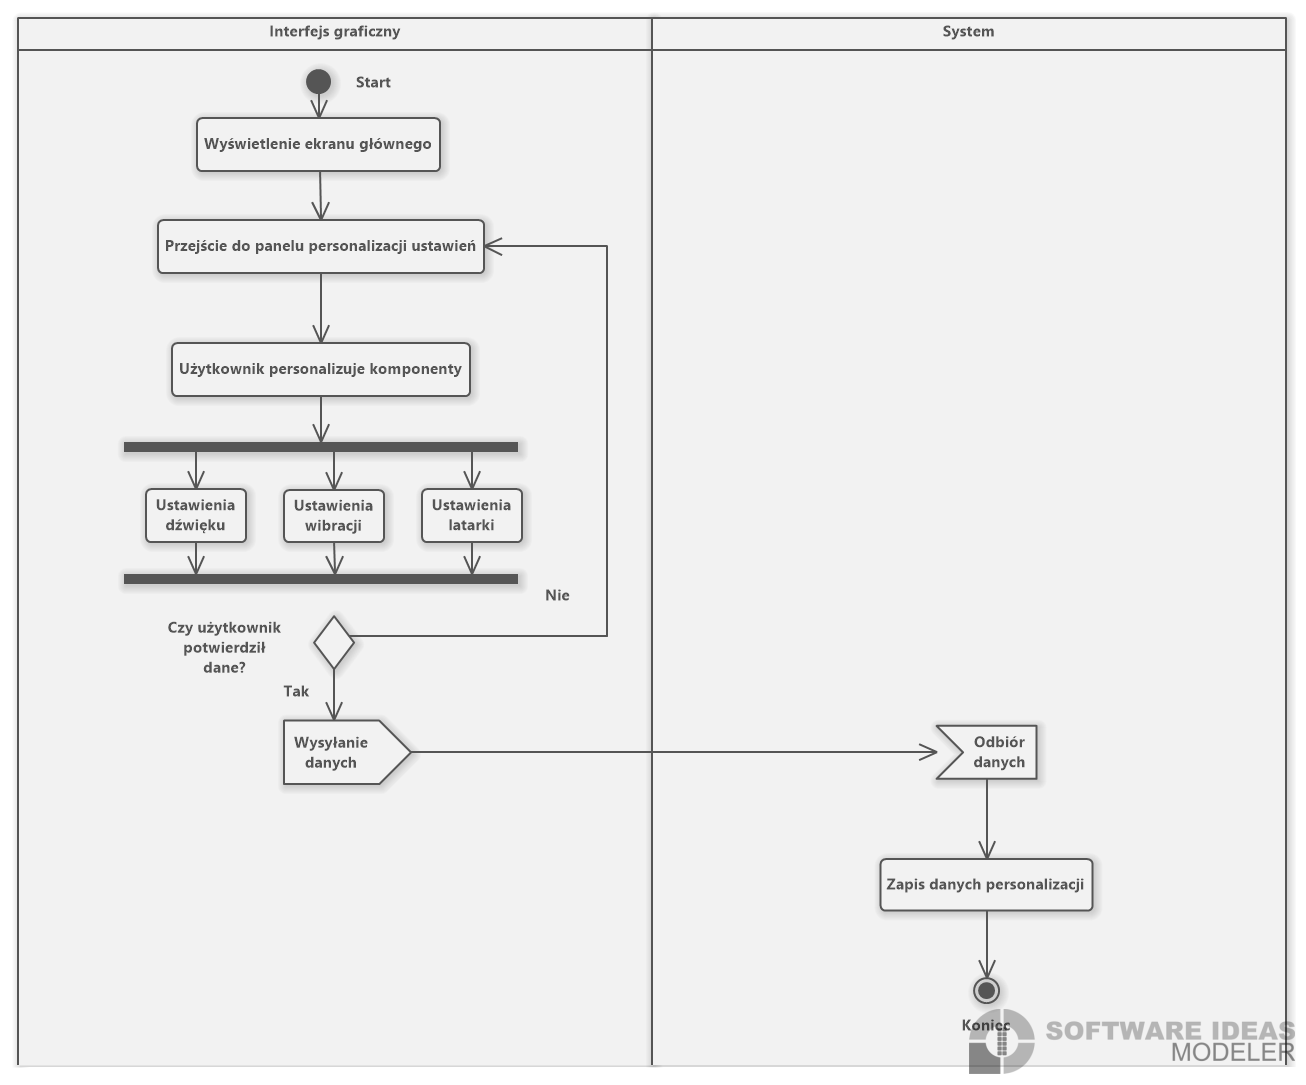 Interfejs graficzny
System
Start
Wyświetlenie ekranu głównego
Przejście do panelu personalizacji ustawień
Użytkownik personalizuje komponenty
Ustawienia
dźwięku
Ustawienia
wibracji
Ustawienia
latarki
Nie
Czy użytkownik
potwierdził
dane?
Tak
Wysyłanie
danych
Odbiór
danych
Zapis danych personalizacji
Koniec
SOFTWARE IDEAS
MODELER